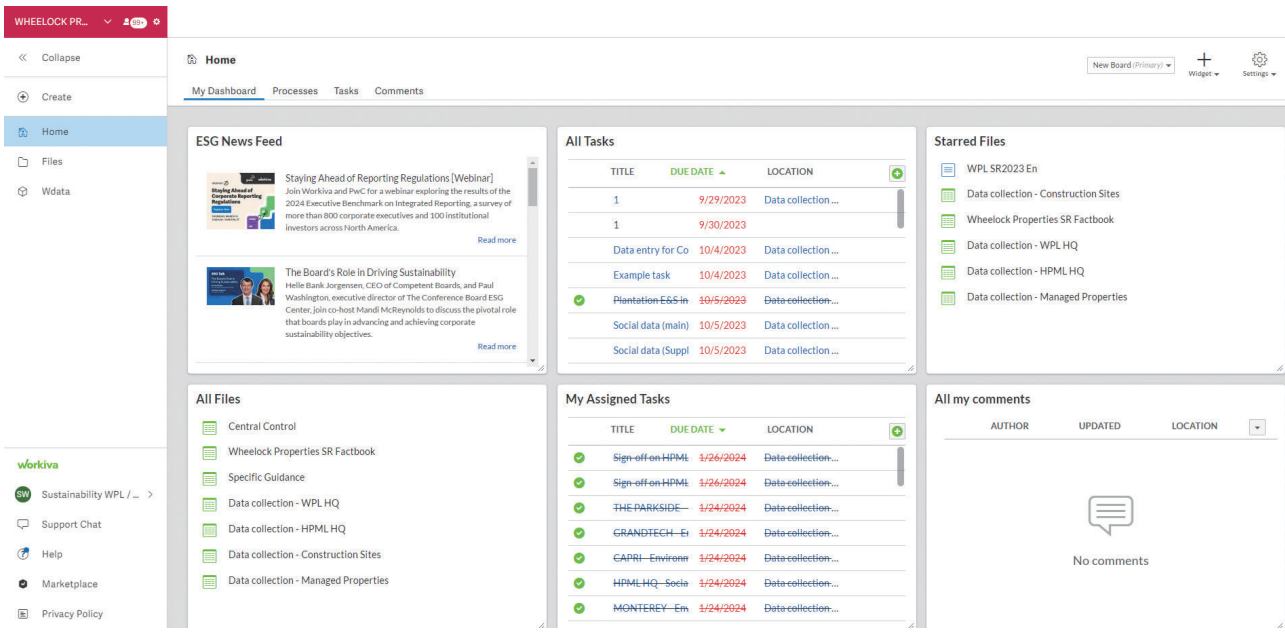 WHEELOCK PR... 99+
Collapse
Create
Home
Files
Wdata
workiva
SW Sustainability WPL / ...
Support Chat
Help
Marketplace
Privacy Policy
Home
New Board (Primary)
Widget
Settings
My Dashboard Processes Tasks Comments
ESG News Feed
Staying Ahead of Corporate Reporting Regulations
Staying Ahead of Reporting Regulations [Webinar]
Join Workiva and PwC for a webinar exploring the results of the
2024 Executive Benchmark on Integrated Reporting, a survey of
more than 800 corporate executives and 100 institutional
investors across North America.
Read more
The Board's Role in Driving Sustainability
Helle Bank Jorgensen, CEO of Competent Boards, and Paul
Washington, executive director of The Conference Board ESG
Center, join co-host Mandi McReynolds to discuss the pivotal role
that boards play in advancing and achieving corporate
sustainability objectives.
Read more
All Tasks
TITLE DUE DATE LOCATION
1 9/29/2023 Data collection ...
1 9/30/2023
Data entry for Co 10/4/2023 Data collection ...
Example task 10/4/2023 Data collection ...
Plantation E&S in 10/5/2023 Data collection ...
Social data (main) 10/5/2023 Data collection ...
Social data (Suppl 10/5/2023 Data collection ...
Starred Files
WPL SR2023 En
Data collection - Construction Sites
Wheelock Properties SR Factbook
Data collection - WPL HQ
Data collection - HPML HQ
Data collection - Managed Properties
All Files
Central Control
Wheelock Properties SR Factbook
Specific Guidance
Data collection - WPL HQ
Data collection - HPML HQ
Data collection - Construction Sites
Data collection - Managed Properties
My Assigned Tasks
TITLE DUE DATE LOCATION
Sign-off on HPML 1/26/2024 Data collection ...
Sign-off on HPML 1/26/2024 Data collection ...
THE PARKSIDE - 1/24/2024 Data collection ...
GRANDTECH - 1/24/2024 Data collection ...
CAPRI - Environ 1/24/2024 Data collection ...
HPML HQ - Socia 1/24/2024 Data collection ...
MONTEREY - En 1/24/2024 Data collection ...
All my comments
AUTHOR UPDATED LOCATION
No comments